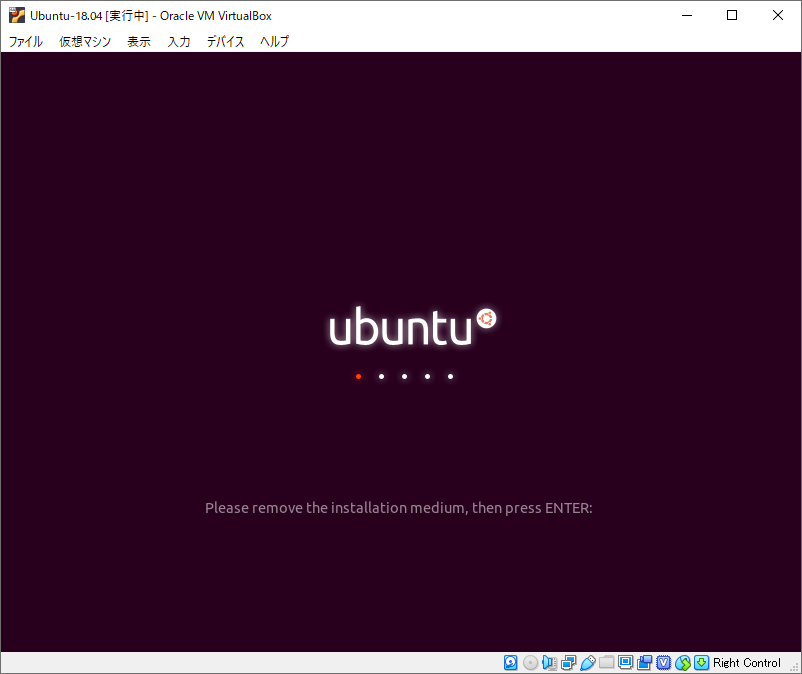 Ubuntu-18.04 [実行中] - Oracle VM VirtualBox
ファイル 仮想マシン 表示 入力 デバイス ヘルプ
ubuntu
Please remove the installation medium, then press ENTER:
Right Control